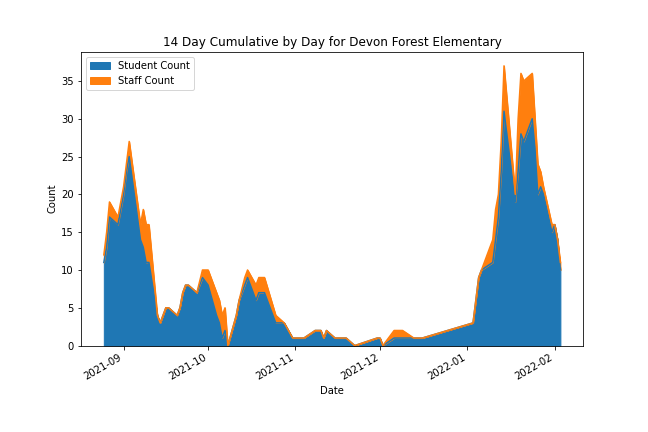 14 Day Cumulative by Day for Devon Forest Elementary
Student Count
Staff Count
Count
35
30
25
20
15
10
5
0
2021-09
2021-10
2021-11
2021-12
2022-01
2022-02
Date